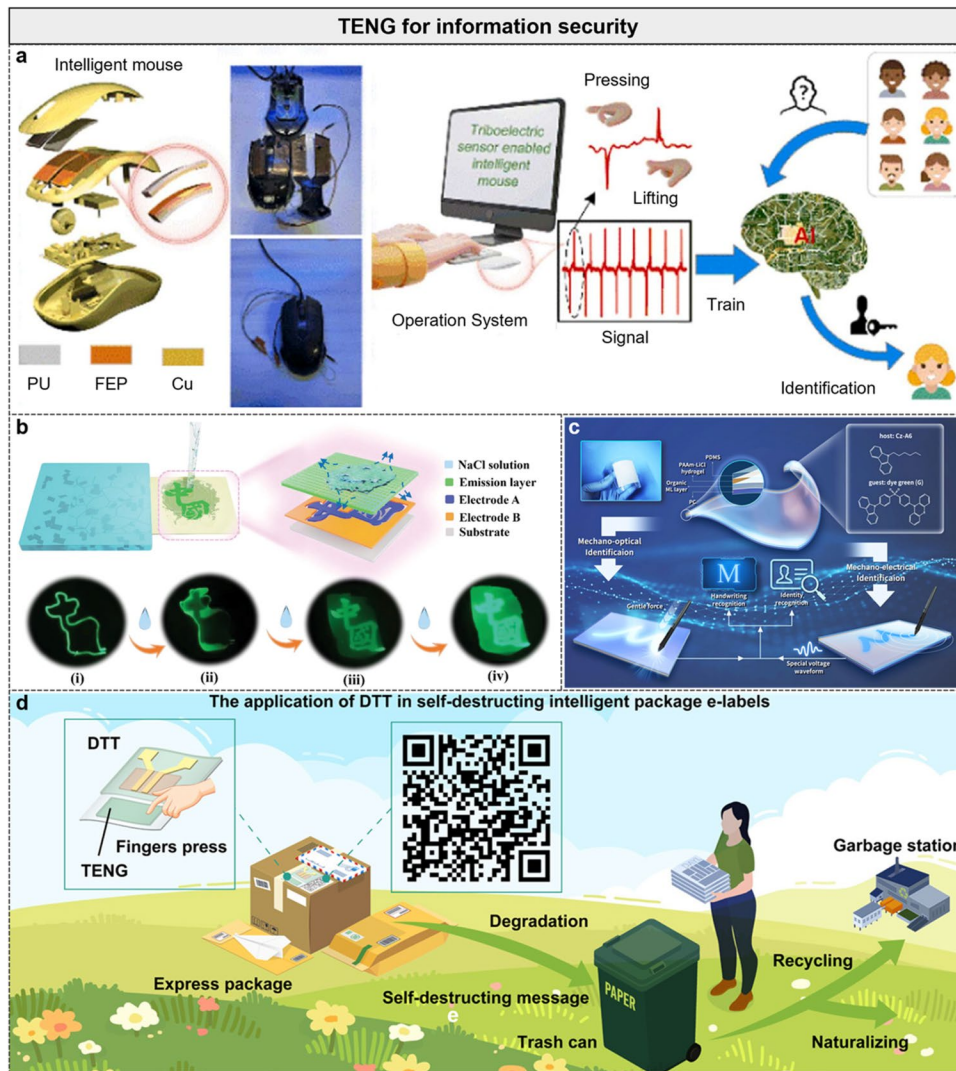 TENG for information security
a
Intelligent mouse
PU
FEP
Cu
Triboelectric
sensor enabled
intelligent
mouse
Operation System
Pressing
Lifting
Signal
Train
?
AI
Identification
b
NaCl solution
Emission layer
Electrode A
Electrode B
Substrate
(i)
(ii)
(iii)
(iv)
c
PDMS
PAAm-LiCl
hydrogel
Organic
ML layer
PC
host: Cz-A6
guest: dye green (G)
Mechano-optical
Identificaion
Mechano-electrical
Identificaion
M
Handwriting
recognition
Identity
recognition
Gentle force
Special voltage
waveform
d
The application of DTT in self-destructing intelligent package e-labels
DTT
Fingers press
TENG
Express package
Degradation
Self-destructing message
e
Trash can
PAPER
Garbage station
Recycling
Naturalizing